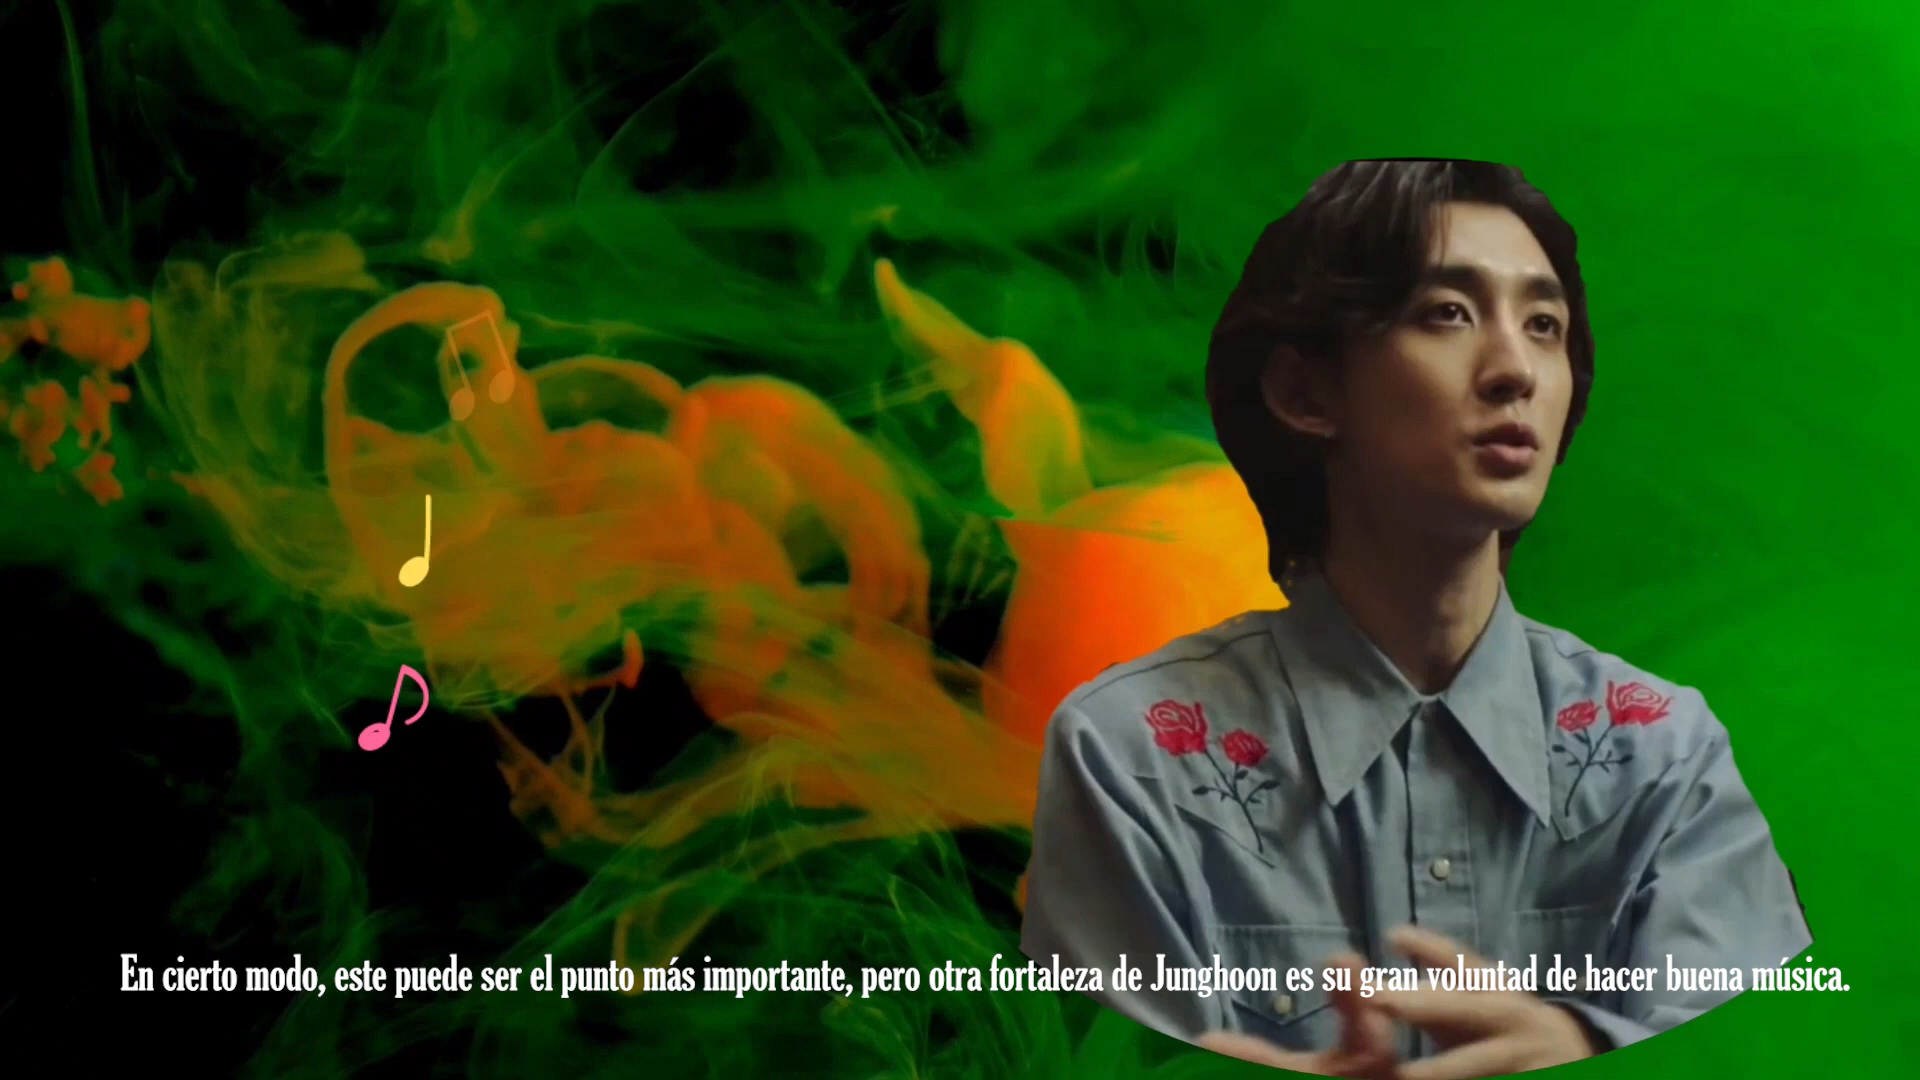 En cierto modo, este puede ser el punto más importante, pero otra fortaleza de Junghoon es su gran voluntad de hacer buena música.